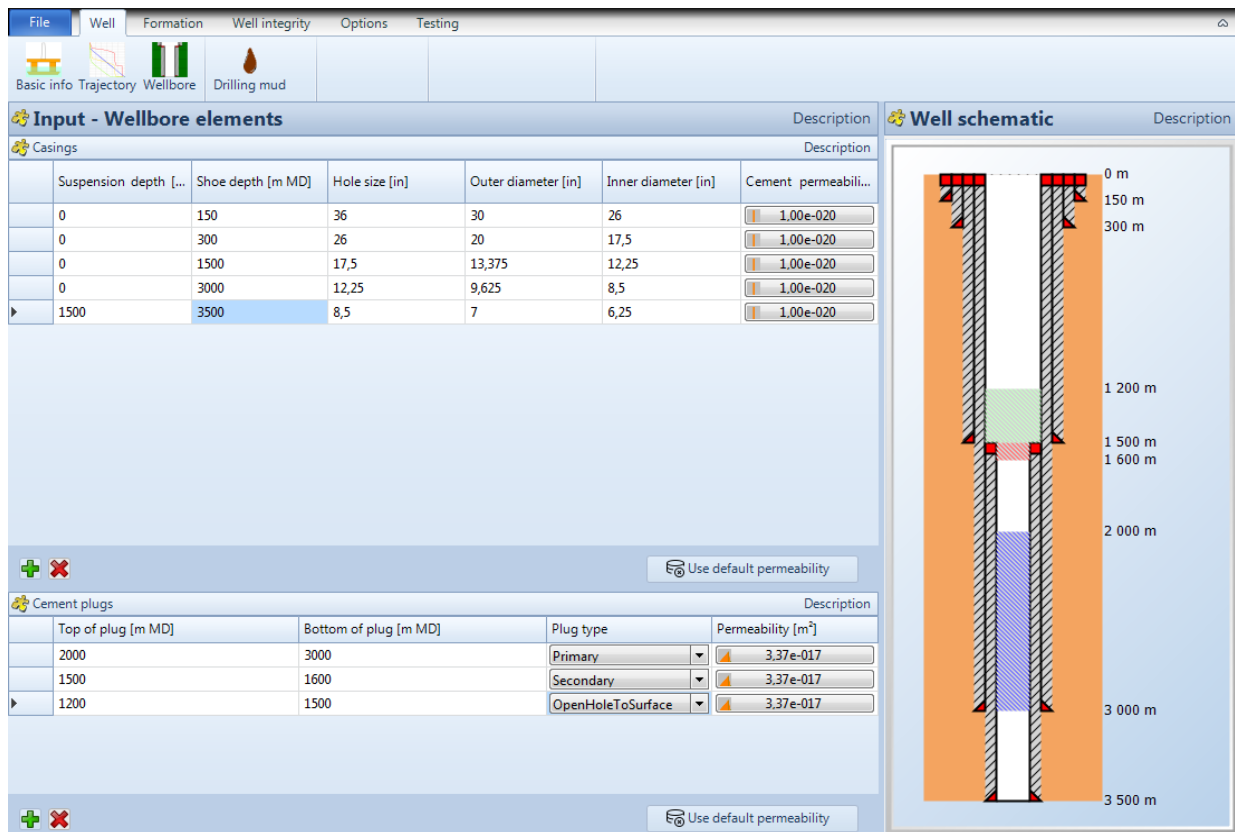 File Well Formation Well integrity Options Testing
Basic info Trajectory Wellbore Drilling mud
Input - Wellbore elements Description
Casings Description
Suspension depth [... Shoe depth [m MD] Hole size [in] Outer diameter [in] Inner diameter [in] Cement permeabili...
0 150 36 30 26 1,00e-020
0 300 26 20 17,5 1,00e-020
0 1500 17,5 13,375 12,25 1,00e-020
0 3000 12,25 9,625 8,5 1,00e-020
1500 3500 8,5 7 6,25 1,00e-020
Use default permeability
Cement plugs Description
Top of plug [m MD] Bottom of plug [m MD] Plug type Permeability [m²]
2000 3000 Primary 3,37e-017
1500 1600 Secondary 3,37e-017
1200 1500 OpenHoleToSurface 3,37e-017
Use default permeability
Well schematic Description
0 m
150 m
300 m
1 200 m
1 500 m
1 600 m
2 000 m
3 000 m
3 500 m